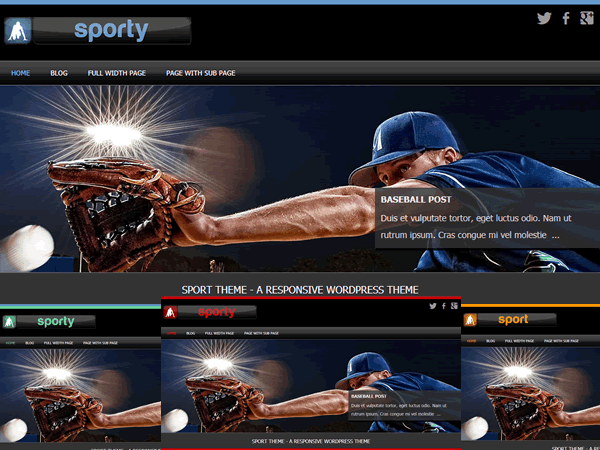 sporty
HOME BLOG FULL WIDTH PAGE PAGE WITH SUB PAGE
BASEBALL POST
Duis et vulputate tortor, eget luctus odio. Nam ut
rutrum ipsum. Cras congue mi vel molestie ...
SPORT THEME - A RESPONSIVE WORDPRESS THEME
sporty
HOME BLOG FULL WIDTH PAGE PAGE WITH SUB PAGE
sporty
HOME BLOG FULL WIDTH PAGE PAGE WITH SUB PAGE
BASEBALL POST
Duis et vulputate tortor, eget luctus odio. Nam ut
rutrum ipsum. Cras congue mi vel molestie ...
SPORT THEME - A RESPONSIVE WORDPRESS THEME
sport
HOME BLOG FULL WIDTH PAGE PAGE WITH SUB PAGE